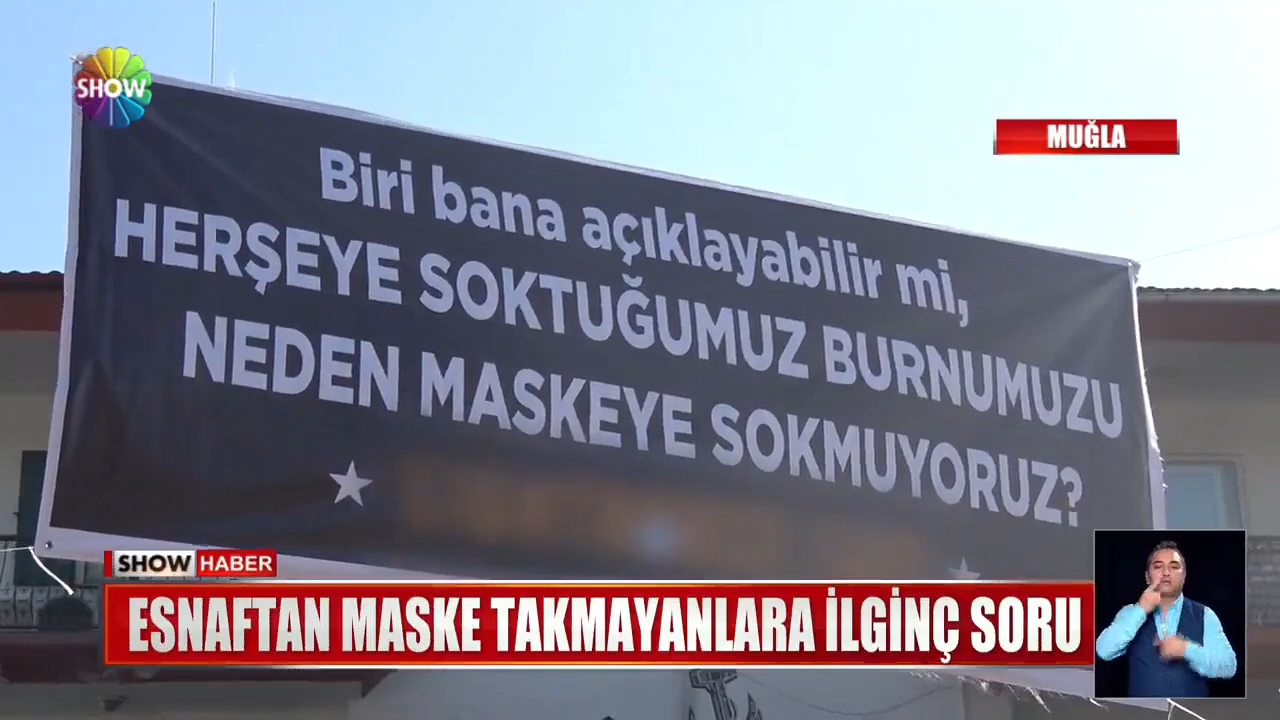 SHOW
MUĞLA
Biri bana açıklayabilir mi,
HERŞEYE SOKTUĞUMUZ BURNUMUZU
NEDEN MASKEYE SOKMUYORUZ?
SHOW HABER
ESNAFTAN MASKE TAKMAYANLARA İLGİNÇ SORU